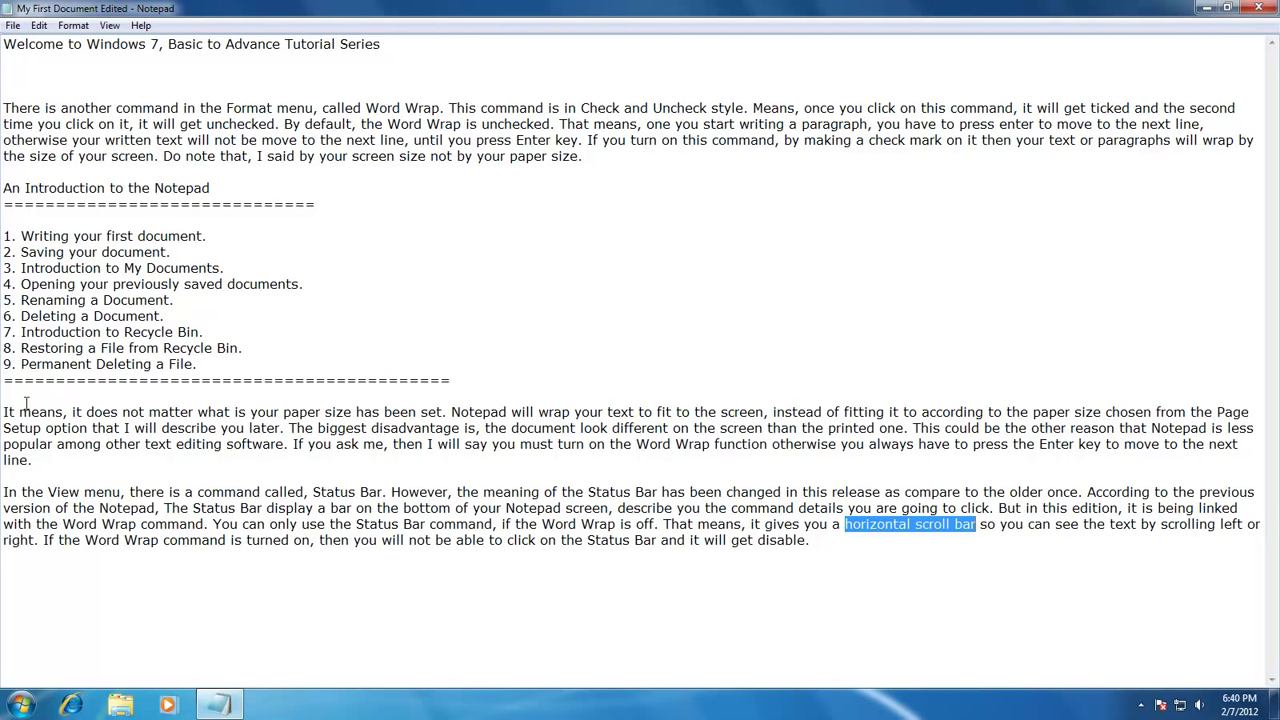 My First Document Edited - Notepad
File Edit Format View Help
Welcome to Windows 7, Basic to Advance Tutorial Series
There is another command in the Format menu, called Word Wrap. This command is in Check and Uncheck style. Means, once you click on this command, it will get ticked and the second
time you click on it, it will get unchecked. By default, the Word Wrap is unchecked. That means, one you start writing a paragraph, you have to press enter to move to the next line,
otherwise your written text will not be move to the next line, until you press Enter key. If you turn on this command, by making a check mark on it then your text or paragraphs will wrap by
the size of your screen. Do note that, I said by your screen size not by your paper size.
An Introduction to the Notepad
==============================
1. Writing your first document.
2. Saving your document.
3. Introduction to My Documents.
4. Opening your previously saved documents.
5. Renaming a Document.
6. Deleting a Document.
7. Introduction to Recycle Bin.
8. Restoring a File from Recycle Bin.
9. Permanent Deleting a File.
===========================================
It means, it does not matter what is your paper size has been set. Notepad will wrap your text to fit to the screen, instead of fitting it to according to the paper size chosen from the Page
Setup option that I will describe you later. The biggest disadvantage is, the document look different on the screen than the printed one. This could be the other reason that Notepad is less
popular among other text editing software. If you ask me, then I will say you must turn on the Word Wrap function otherwise you always have to press the Enter key to move to the next
line.
In the View menu, there is a command called, Status Bar. However, the meaning of the Status Bar has been changed in this release as compare to the older once. According to the previous
version of the Notepad, The Status Bar display a bar on the bottom of your Notepad screen, describe you the command details you are going to click. But in this edition, it is being linked
with the Word Wrap command. You can only use the Status Bar command, if the Word Wrap is off. That means, it gives you a horizontal scroll bar so you can see the text by scrolling left or
right. If the Word Wrap command is turned on, then you will not be able to click on the Status Bar and it will get disable.
6:40 PM
2/7/2012